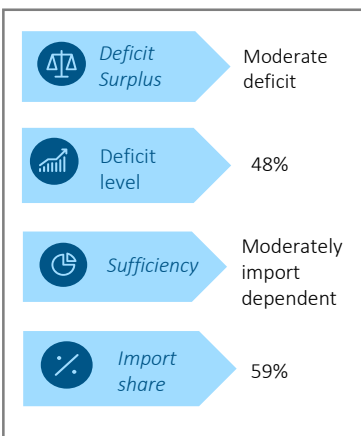 Deficit
Surplus
Moderate
deficit
Deficit
level
48%
Sufficiency
Moderately
import
dependent
Import
share
59%